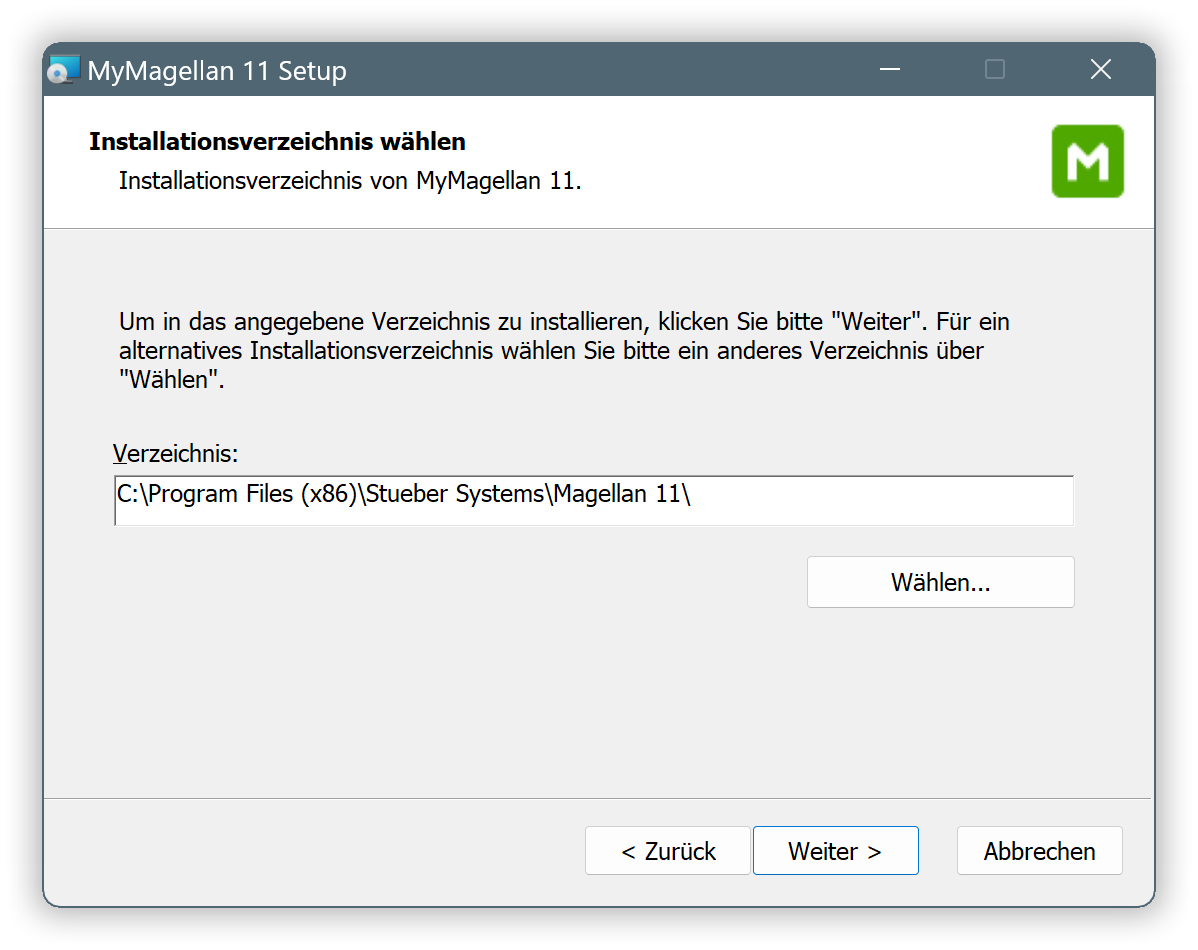 MyMagellan 11 Setup
Installationsverzeichnis wählen
Installationsverzeichnis von MyMagellan 11.
M
Um in das angegebene Verzeichnis zu installieren, klicken Sie bitte "Weiter". Für ein
alternatives Installationsverzeichnis wählen Sie bitte ein anderes Verzeichnis über
"Wählen".
Verzeichnis:
C:\Program Files (x86)\Stueber Systems\Magellan 11\
Wählen...
< Zurück
Weiter >
Abbrechen